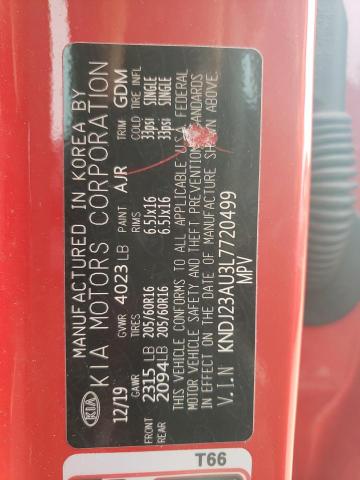 MANUFACTURED IN KOREA BY
KIA KIA MOTORS CORPORATION
12/19 GVWR 4023 LB PAINT AJR TRIM GDM
GAWR TIRES RIMS COLD TIRE INFL
FRONT 2315 LB 205/60R16 6.5Jx16 33psi SINGLE
REAR 2094LB 205/60R16 6.5Jx16 33psi SINGLE
THIS VEHICLE CONFORMS TO ALL APPLICABLE U.S.A FEDERAL
MOTOR VEHICLE SAFETY AND THEFT PREVENTION STANDARDS
IN EFFECT ON THE DATE OF MANUFACTURE SHOWN ABOVE.
V.I.N KNDJ23AU3L7720499
MPV
T66